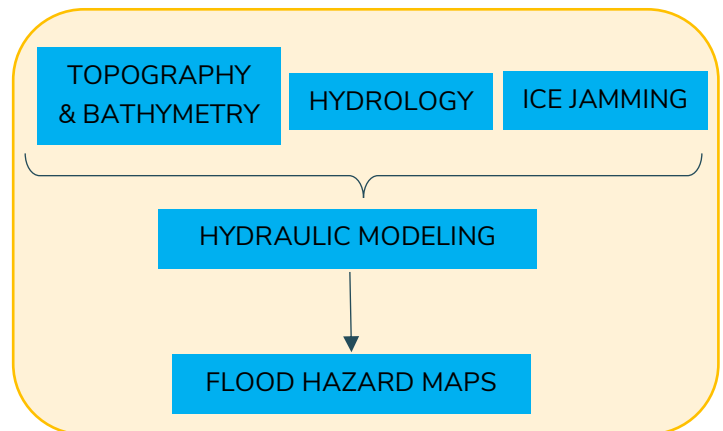 TOPOGRAPHY
& BATHYMETRY
HYDROLOGY
ICE JAMMING
HYDRAULIC MODELING
FLOOD HAZARD MAPS